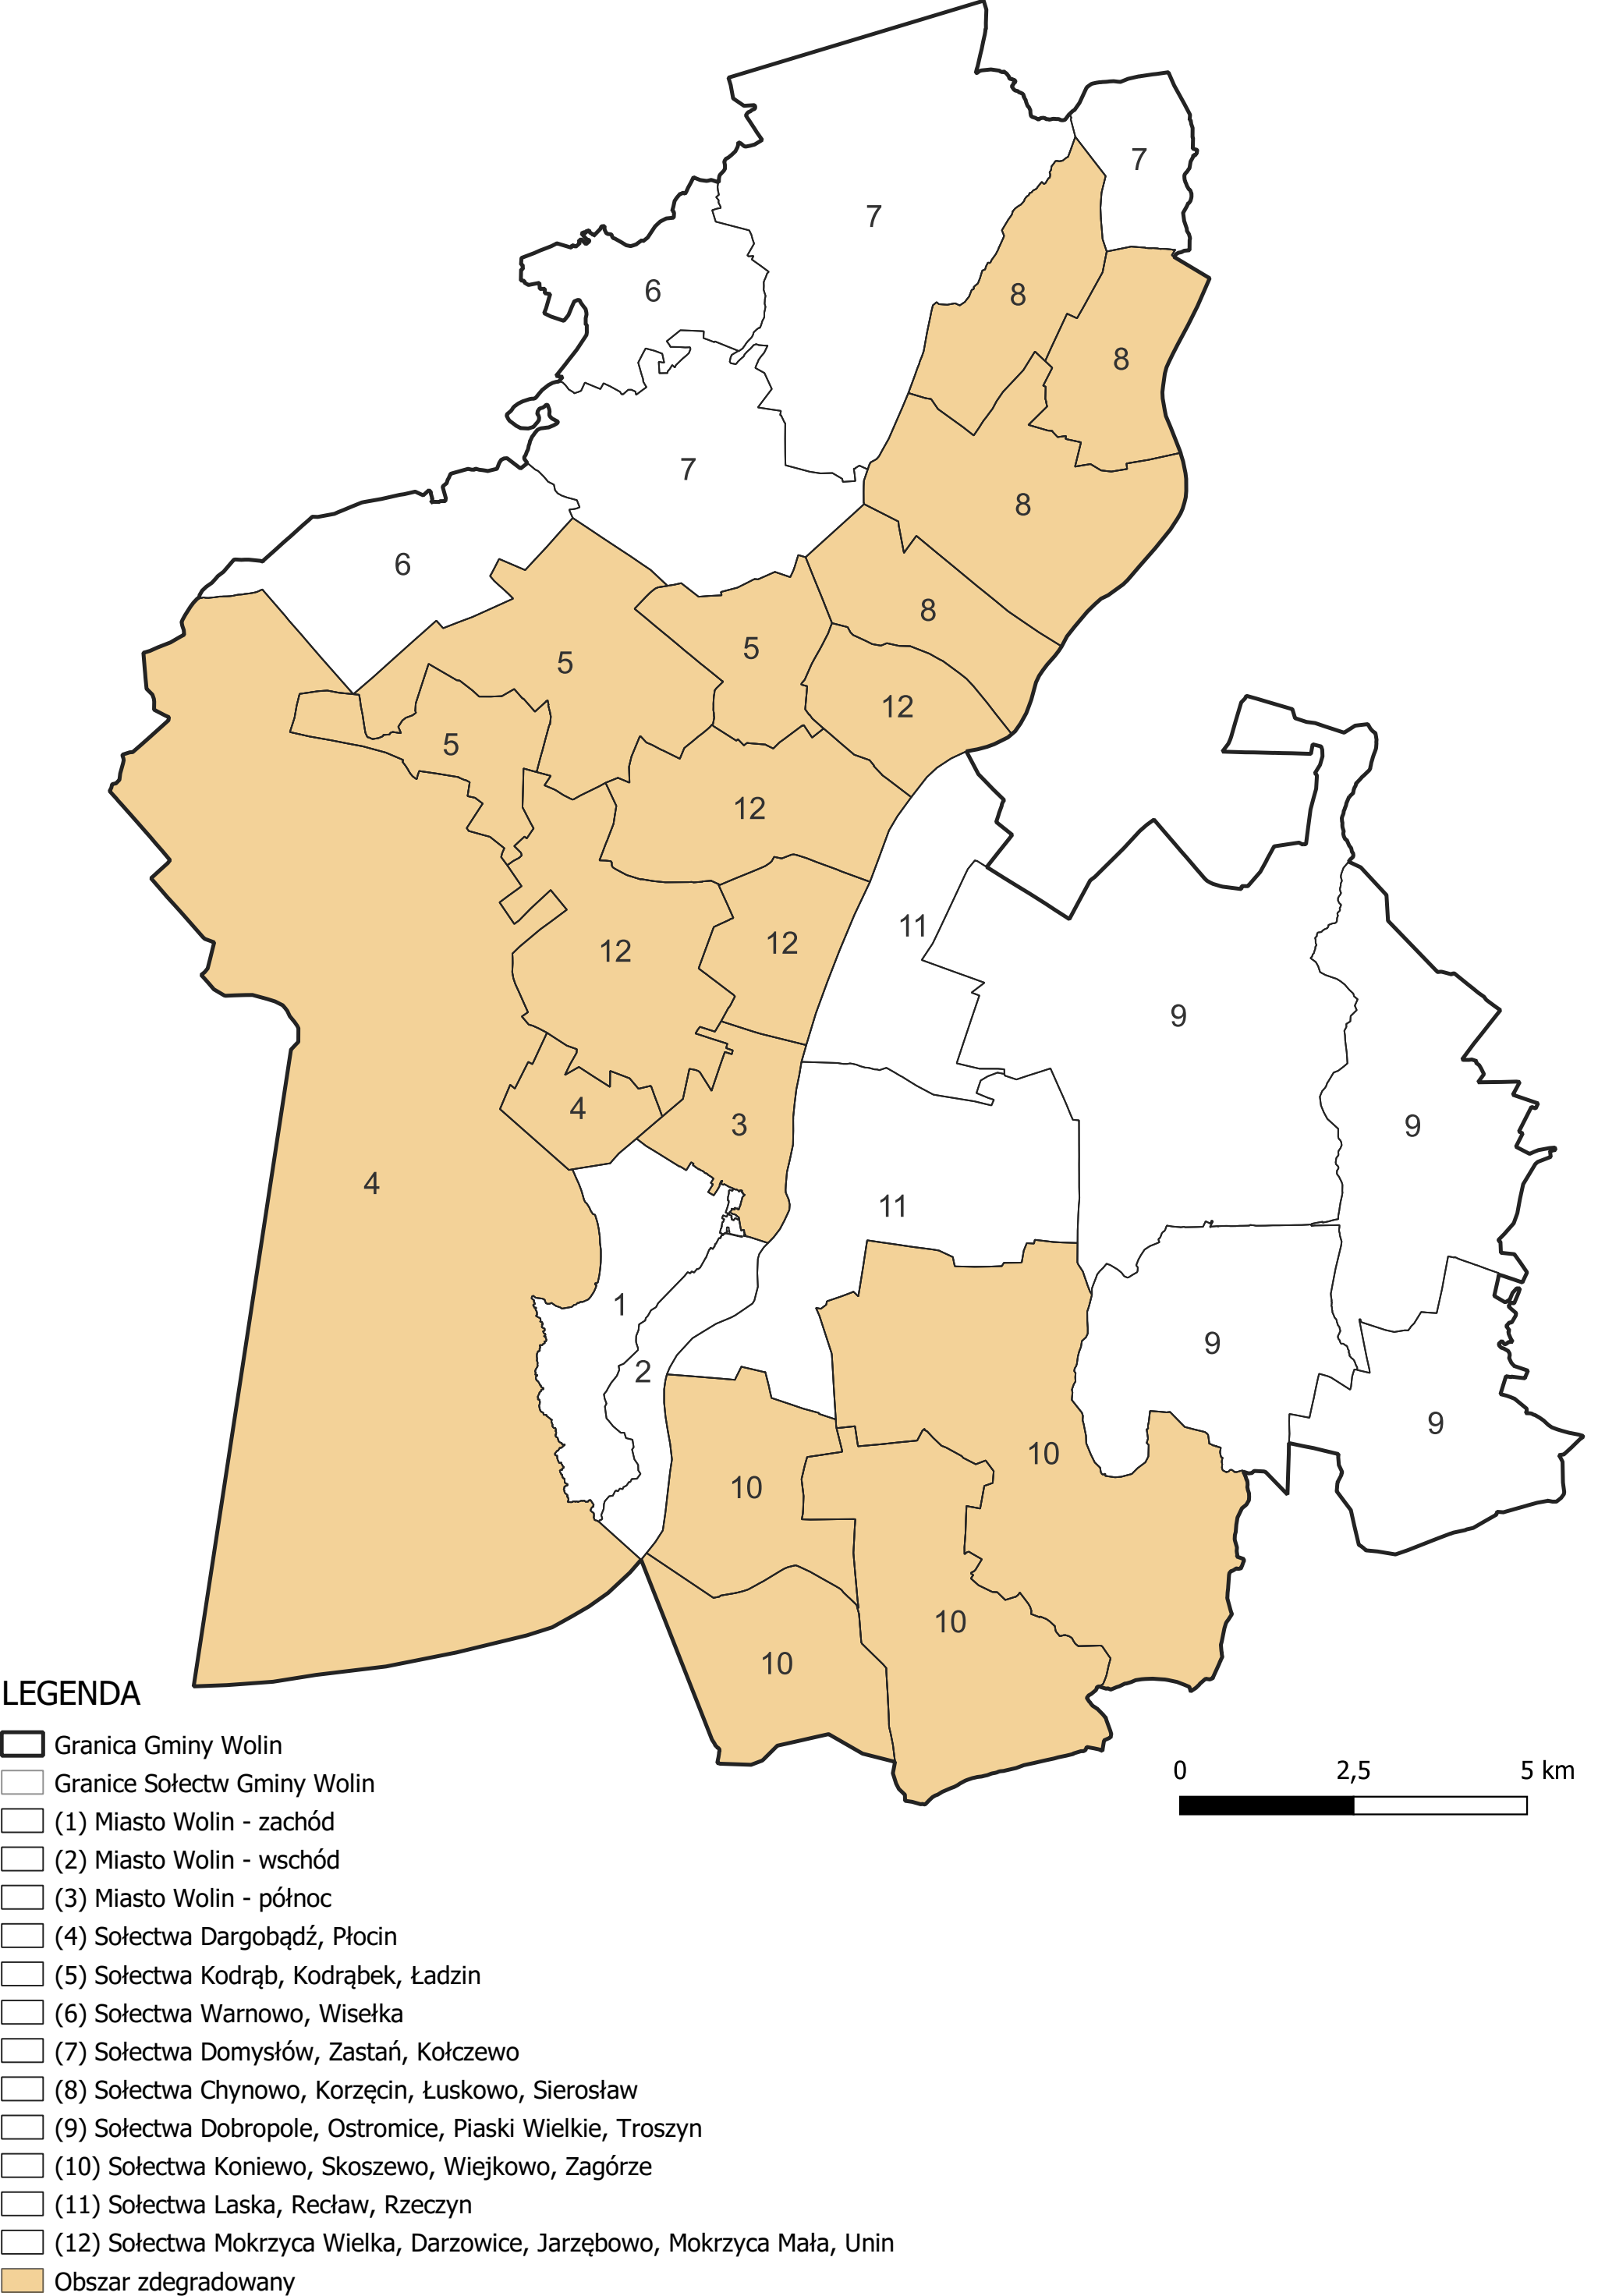 7
7
6
8
8
7
8
6
8
5
5
12
5
12
11
12
12
9
4
3
9
4
11
1
9
2
9
10
10
10
10
LEGENDA
Granica Gminy Wolin
0 2,5 5 km
Granice Sołectw Gminy Wolin
(1) Miasto Wolin - zachód
(2) Miasto Wolin - wschód
(3) Miasto Wolin - północ
(4) Sołectwa Dargobądź, Płocin
(5) Sołectwa Kodrąb, Kodrąbek, Ładzin
(6) Sołectwa Warnowo, Wisełka
(7) Sołectwa Domysłów, Zastań, Kołczewo
(8) Sołectwa Chynowo, Korzęcin, Łuskowo, Sierosław
(9) Sołectwa Dobropole, Ostromice, Piaski Wielkie, Troszyn
(10) Sołectwa Koniewo, Skoszewo, Wiejkowo, Zagórze
(11) Sołectwa Laska, Recław, Rzeczyn
(12) Sołectwa Mokrzyca Wielka, Darzowice, Jarzębowo, Mokrzyca Mała, Unin
Obszar zdegradowany